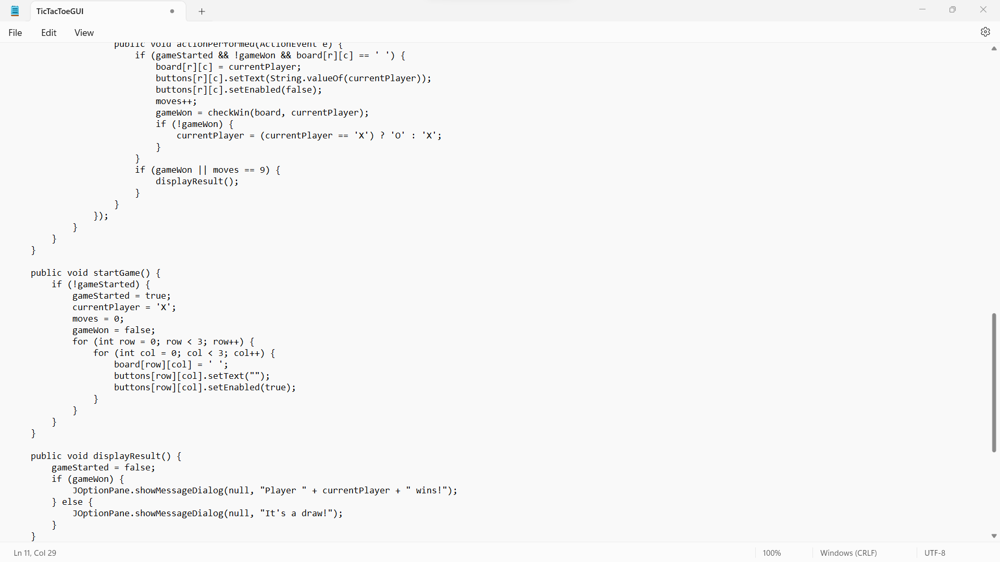 TicTacToeGUI
File Edit View
public void actionPerformed(ActionEvent e) {
if (gameStarted && !gameWon && board[r][c] == ' ') {
board[r][c] = currentPlayer;
buttons[r][c].setText(String.valueOf(currentPlayer));
buttons[r][c].setEnabled(false);
moves++;
gameWon = checkWin(board, currentPlayer);
if (!gameWon) {
currentPlayer = (currentPlayer == 'X') ? 'O' : 'X';
}
}
if (gameWon || moves == 9) {
displayResult();
}
}
});
}
}
}
public void startGame() {
if (!gameStarted) {
gameStarted = true;
currentPlayer = 'X';
moves = 0;
gameWon = false;
for (int row = 0; row < 3; row++) {
for (int col = 0; col < 3; col++) {
board[row][col] = ' ';
buttons[row][col].setText("");
buttons[row][col].setEnabled(true);
}
}
}
}
public void displayResult() {
gameStarted = false;
if (gameWon) {
JOptionPane.showMessageDialog(null, "Player " + currentPlayer + " wins!");
} else {
JOptionPane.showMessageDialog(null, "It's a draw!");
}
}
Ln 11, Col 29 100% Windows (CRLF) UTF-8